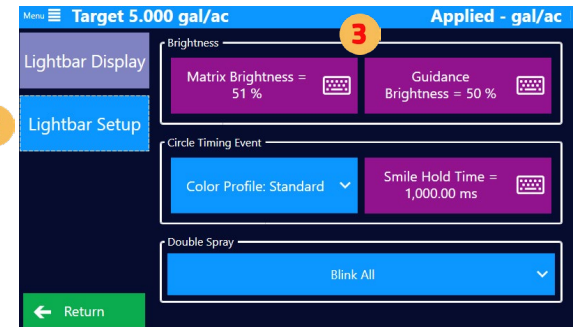 Menu Target 5.000 gal/ac Applied - gal/ac
3
Lightbar Display
Lightbar Setup
Return
Brightness
Matrix Brightness =
51 %
Guidance
Brightness = 50 %
Circle Timing Event
Color Profile: Standard
Smile Hold Time =
1,000.00 ms
Double Spray
Blink All